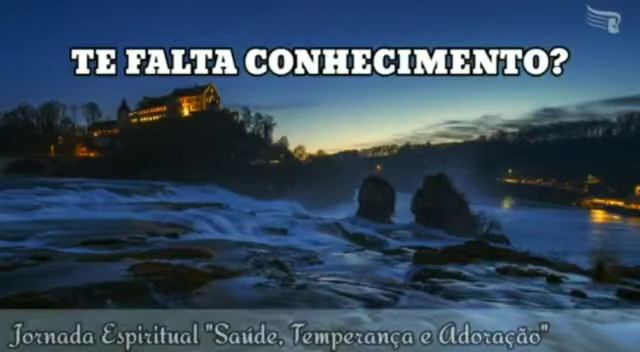 TE FALTA CONHECIMENTO?
Jornada Espiritual "Saúde, Temperança e Adoração"